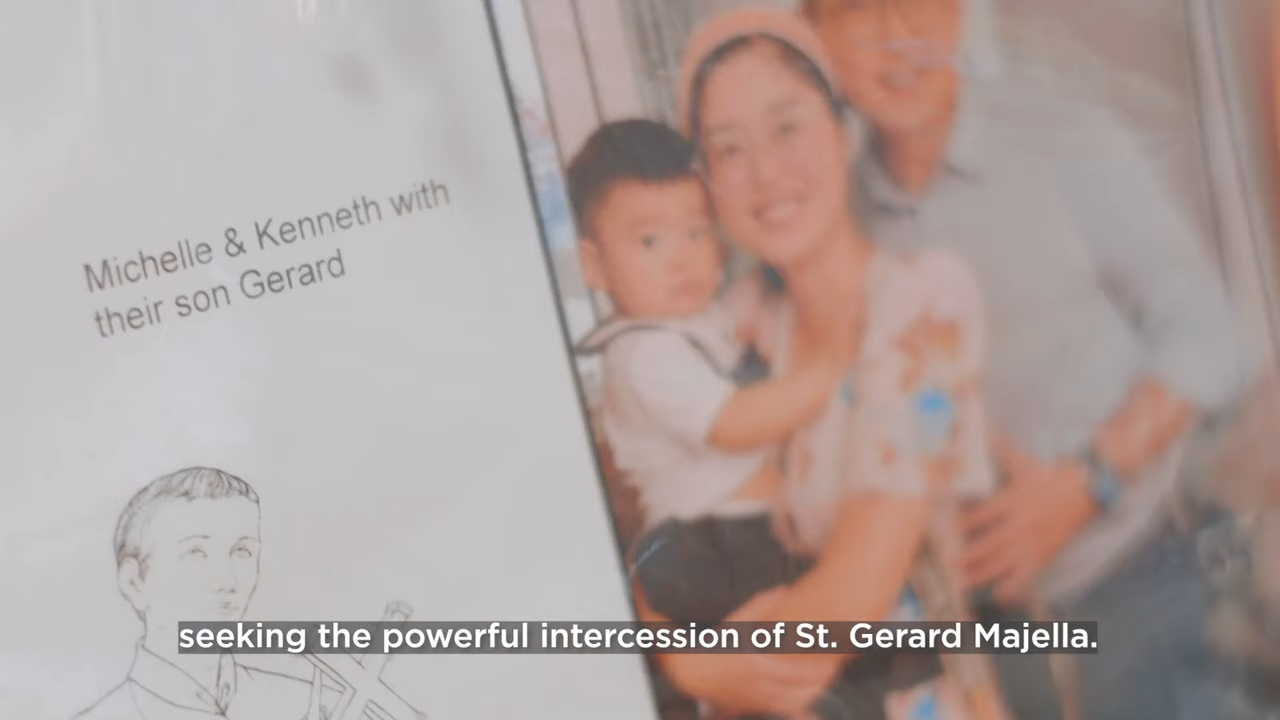 Michelle & Kenneth with
their son Gerard
seeking the powerful intercession of St. Gerard Majella.